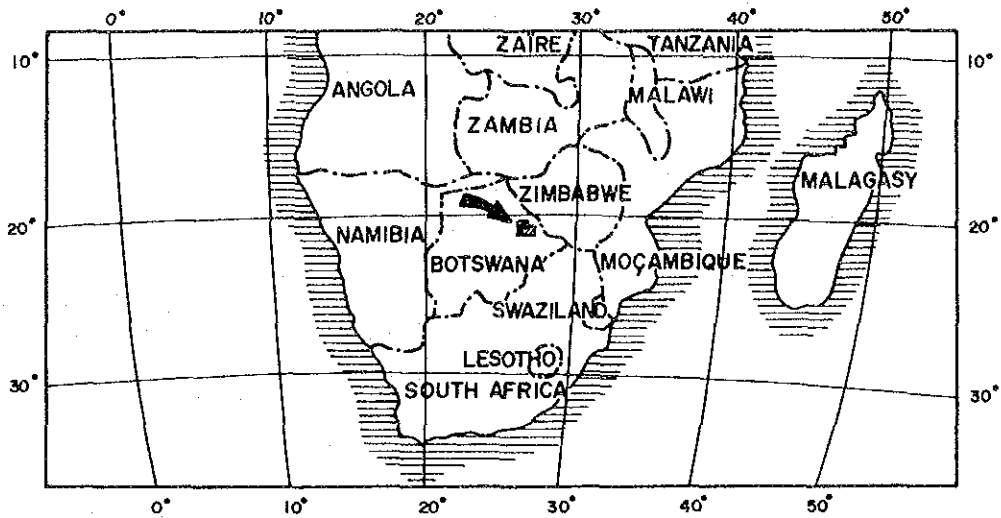 0° 10° 20° 30° 40° 50°
ZAÏRE TANZANIA
10° 10°
ANGOLA MALAWI
ZAMBIA
MALAGASY
ZIMBABWE
20° 20°
NAMIBIA
BOTSWANA MOÇAMBIQUE
SWAZILAND
LESOTHO
30° 30°
SOUTH AFRICA
0° 10° 20° 30° 40° 50°